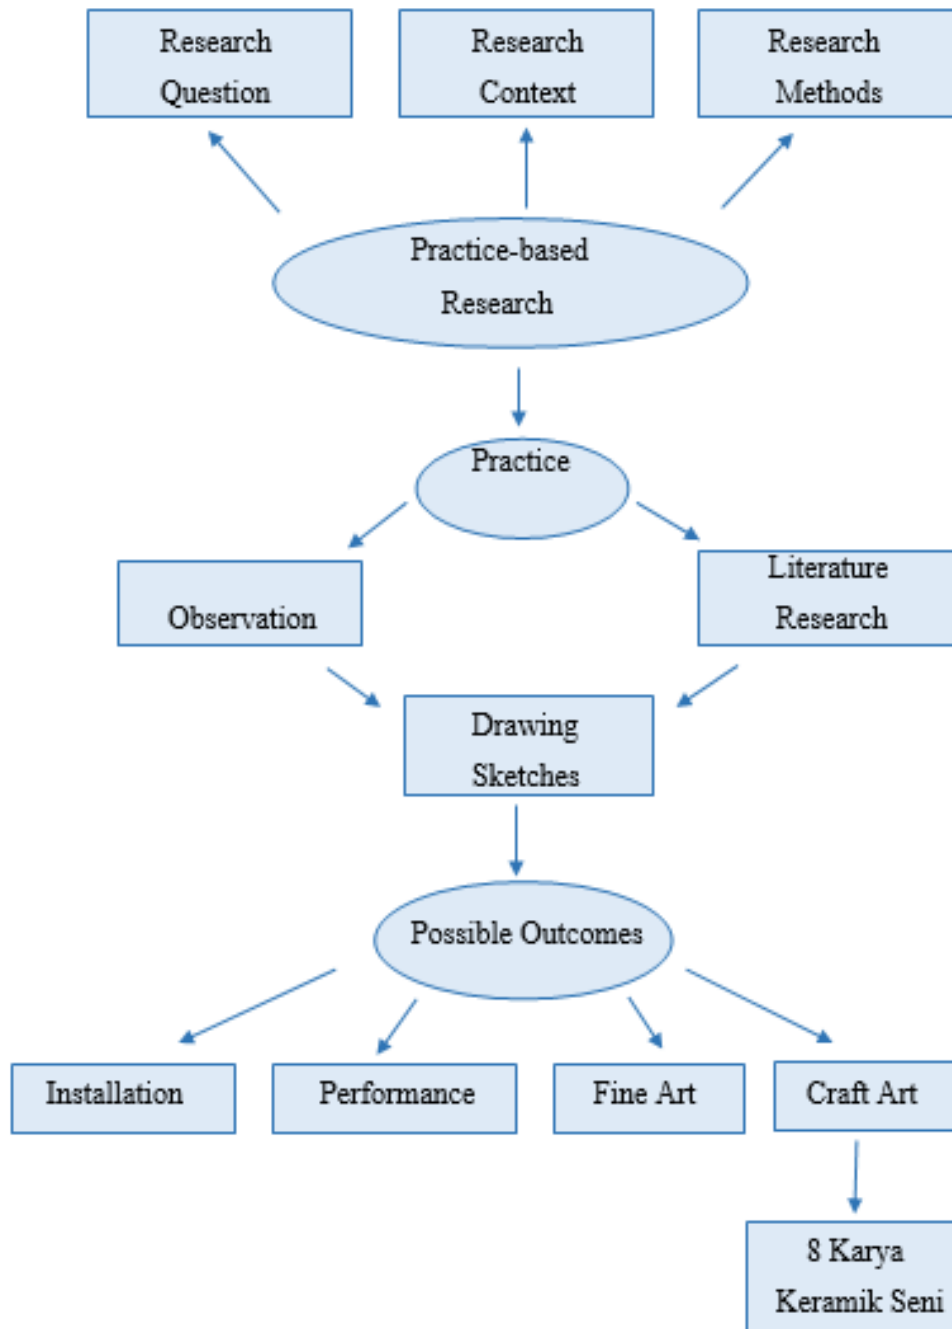 Research
Question
Research
Context
Research
Methods
Practice-based
Research
Practice
Observation
Literature
Research
Drawing
Sketches
Possible Outcomes
Installation
Performance
Fine Art
Craft Art
8 Karya
Keramik Seni